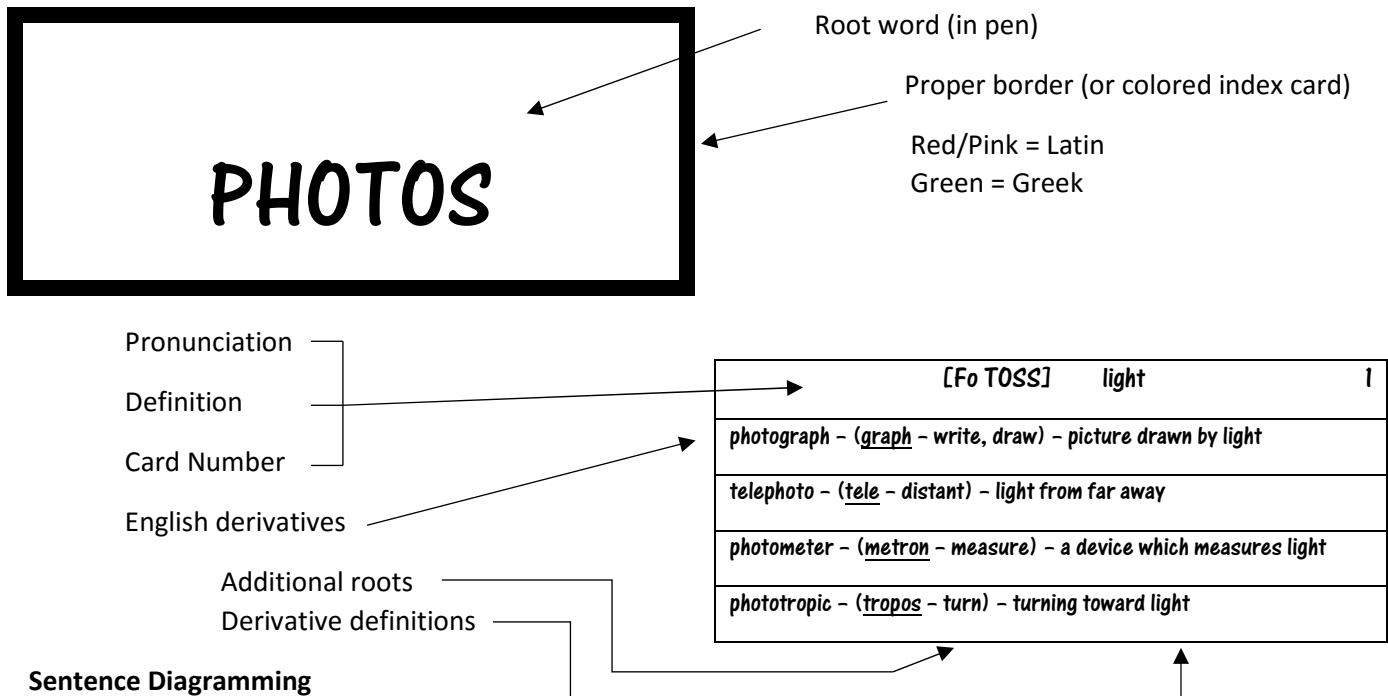 Root word (in pen)
Proper border (or colored index card)
Red/Pink = Latin
Green = Greek
PHOTOS
Pronunciation
Definition
Card Number
English derivatives
Additional roots
Derivative definitions
[Fo TOSS] light 1
photograph – (graph – write, draw) – picture drawn by light
telephoto – (tele – distant) – light from far away
photometer – (metron – measure) – a device which measures light
phototropic – (tropos – turn) – turning toward light
Sentence Diagramming